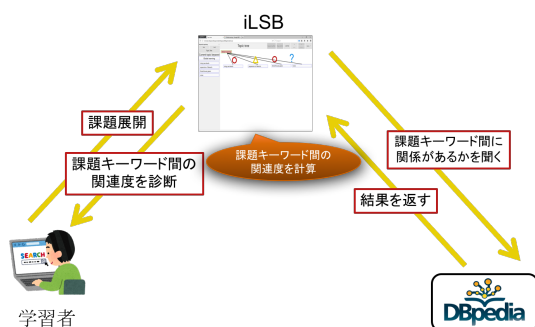 iLSB
Topic tree
?
課題展開
課題キーワード間の
関連度を診断
課題キーワード間の
関連度を計算
課題キーワード間に
関係があるかを聞く
結果を返す
SEARCH
学習者
DBpedia